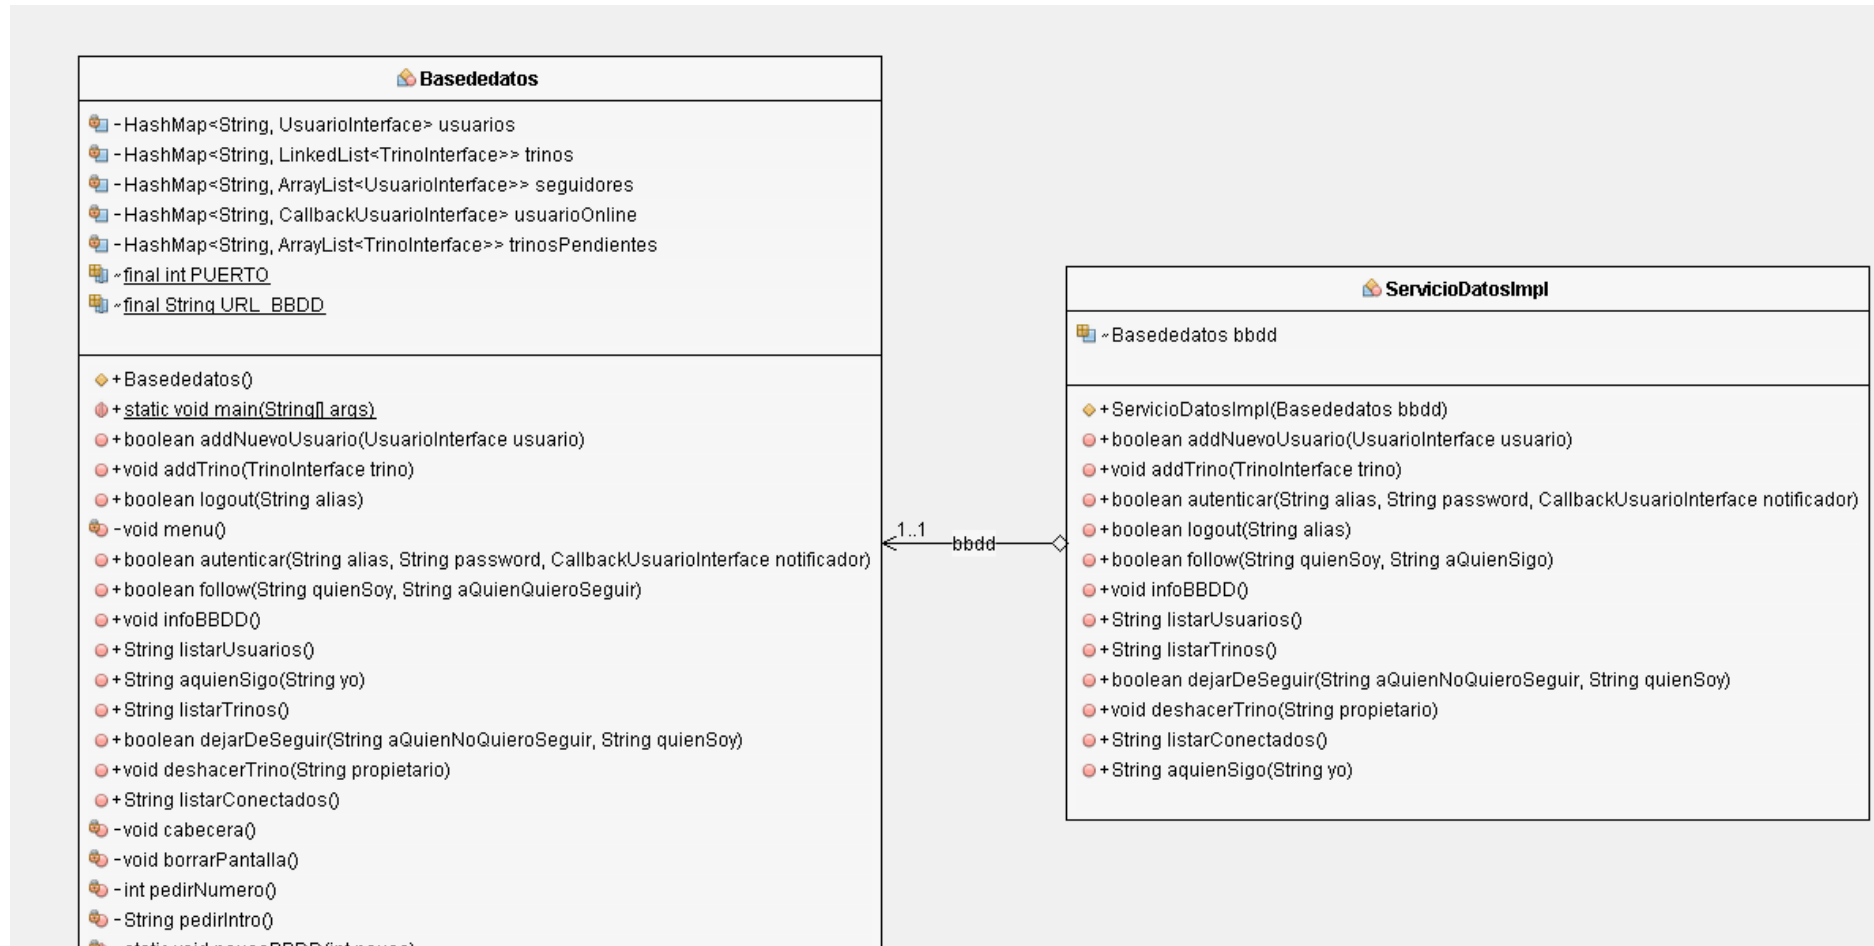 Basededatos
-HashMap<String, UsuarioInterface> usuarios
-HashMap<String, LinkedList<TrinoInterface>> trinos
-HashMap<String, ArrayList<UsuarioInterface>> seguidores
-HashMap<String, CallbackUsuarioInterface> usuarioOnline
-HashMap<String, ArrayList<TrinoInterface>> trinosPendientes
~final int PUERTO
~final String URL_BBDD
+Basededatos()
+static void main(String[] args)
+boolean addNuevoUsuario(UsuarioInterface usuario)
+void addTrino(TrinoInterface trino)
+boolean logout(String alias)
-void menu()
+boolean autenticar(String alias, String password, CallbackUsuarioInterface notificador)
+boolean follow(String quienSoy, String aQuienQuieroSeguir)
+void infoBBDD()
+String listarUsuarios()
+String aquienSigo(String yo)
+String listarTrinos()
+boolean dejarDeSeguir(String aQuienNoQuieroSeguir, String quienSoy)
+void deshacerTrino(String propietario)
+String listarConectados()
-void cabecera()
-void borrarPantalla()
-int pedirNumero()
-String pedirIntro()
1..1
bbdd
ServicioDatosImpl
~Basededatos bbdd
+ServicioDatosImpl(Basededatos bbdd)
+boolean addNuevoUsuario(UsuarioInterface usuario)
+void addTrino(TrinoInterface trino)
+boolean autenticar(String alias, String password, CallbackUsuarioInterface notificador)
+boolean logout(String alias)
+boolean follow(String quienSoy, String aQuienSigo)
+void infoBBDD()
+String listarUsuarios()
+String listarTrinos()
+boolean dejarDeSeguir(String aQuienNoQuieroSeguir, String quienSoy)
+void deshacerTrino(String propietario)
+String listarConectados()
+String aquienSigo(String yo)